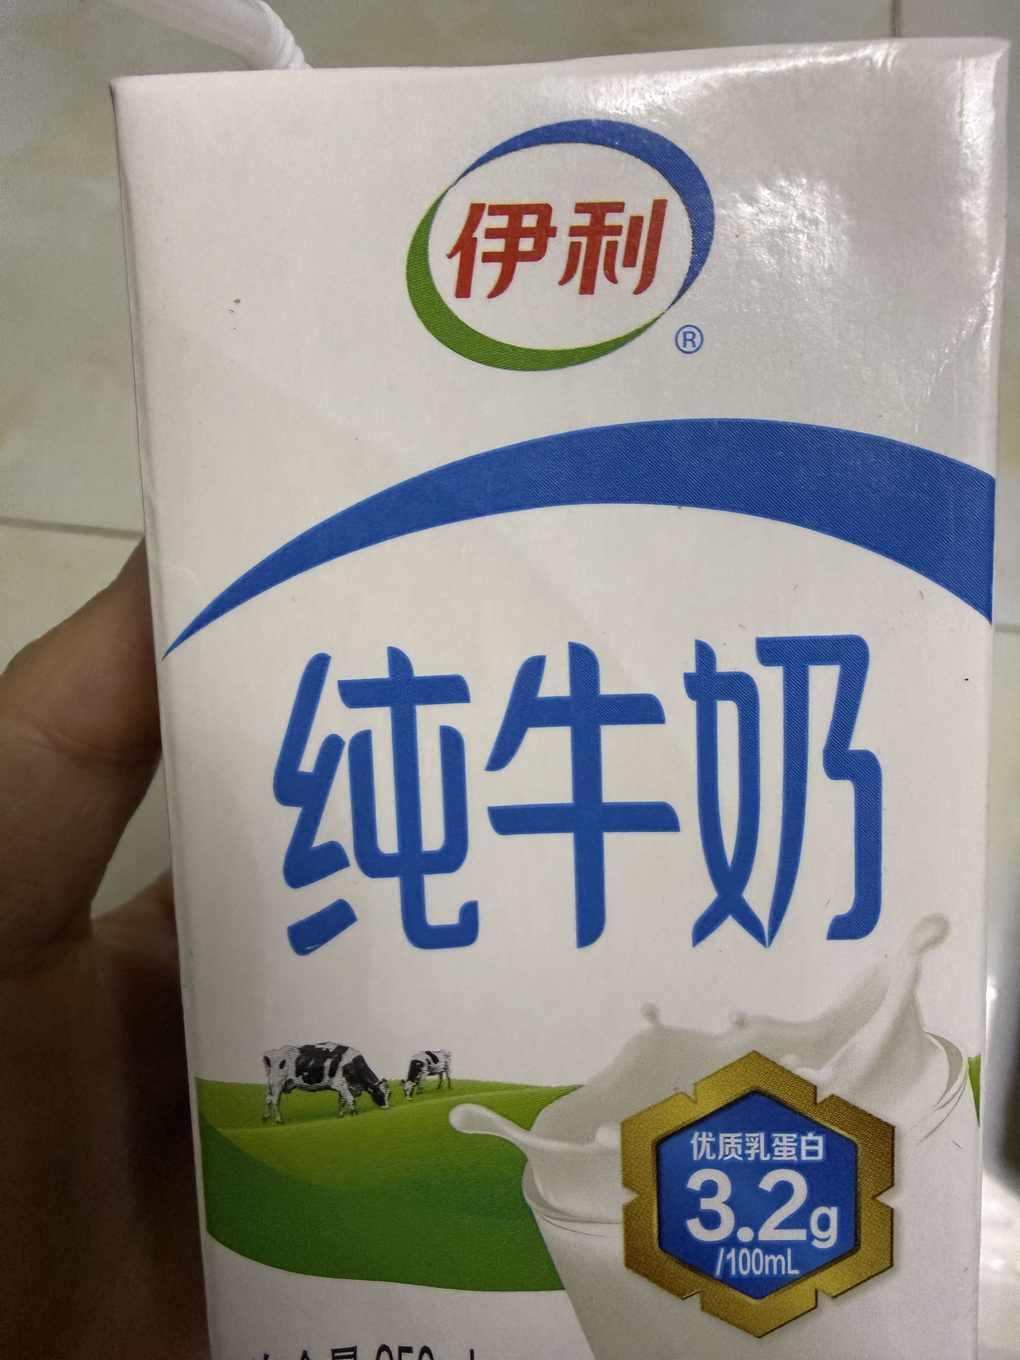 伊利
®
纯牛奶
优质乳蛋白
3.2g
/100mL